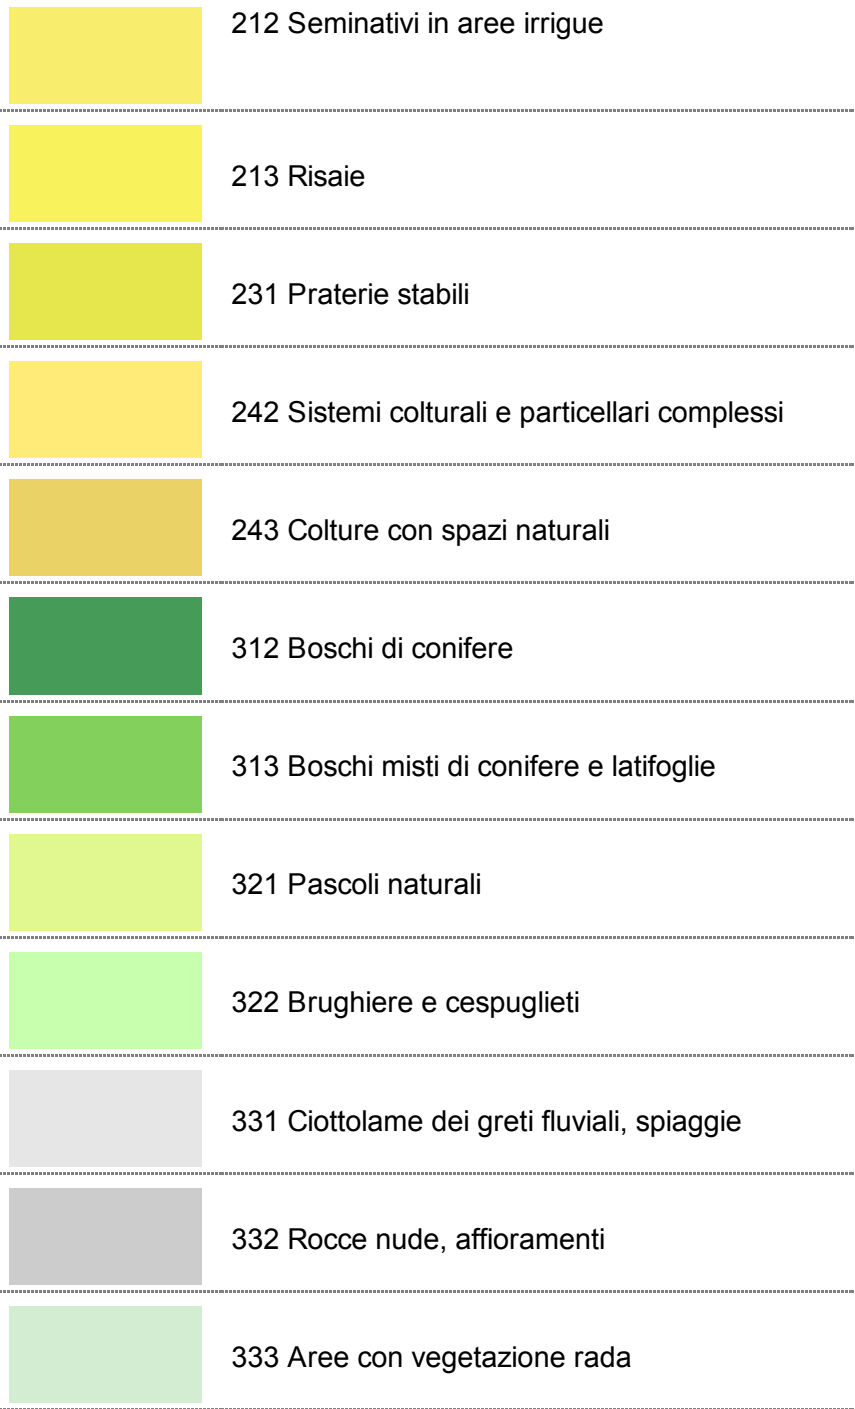 212 Seminativi in aree irrigue
213 Risaie
231 Praterie stabili
242 Sistemi colturali e particellari complessi
243 Colture con spazi naturali
312 Boschi di conifere
313 Boschi misti di conifere e latifoglie
321 Pascoli naturali
322 Brughiere e cespuglieti
331 Ciottolame dei greti fluviali, spiaggie
332 Rocce nude, affioramenti
333 Aree con vegetazione rada